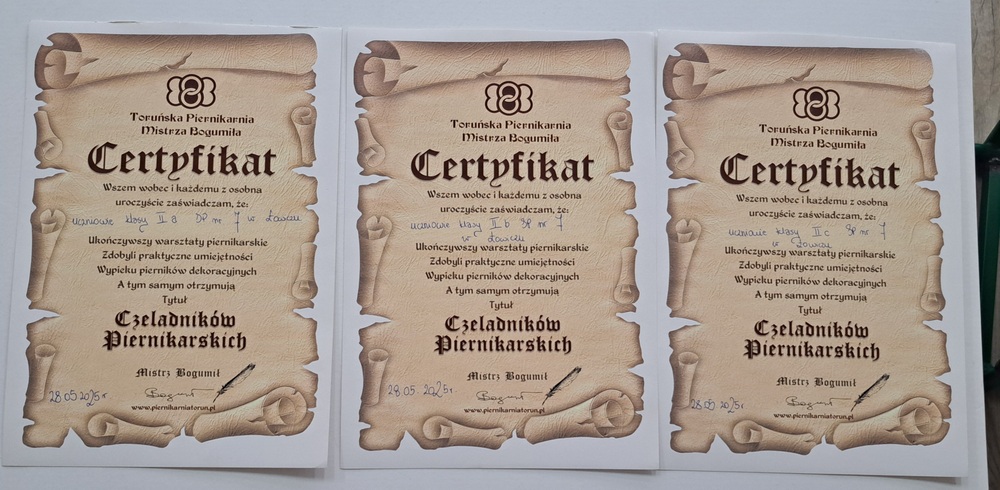 Toruńska Piernikarnia
Mistrza Bogumiła
Certyfikat
Wszem wobec i każdemu z osobna
uroczyście zaświadczam, że:
uczniowie klasy II a SP nr 7 w
Ukończywszy warsztaty piernikarskie
Zdobyli praktyczne umiejętności
Wypieku pierników dekoracyjnych
A tym samym otrzymują
Tytuł
Czeladników
Piernikarskich
Mistrz Bogumił
28.05.2025r
www.piernikarniatorun.pl
Toruńska Piernikarnia
Mistrza Bogumiła
Certyfikat
Wszem wobec i każdemu z osobna
uroczyście zaświadczam, że:
uczniowie klasy II b SP nr 7
w
Ukończywszy warsztaty piernikarskie
Zdobyli praktyczne umiejętności
Wypieku pierników dekoracyjnych
A tym samym otrzymują
Tytuł
Czeladników
Piernikarskich
Mistrz Bogumił
28.05.2025r.
www.piernikarniatorun.pl
Toruńska Piernikarnia
Mistrza Bogumiła
Certyfikat
Wszem wobec i każdemu z osobna
uroczyście zaświadczam, że:
uczniowie klasy II c SP nr 7
w
Ukończywszy warsztaty piernikarskie
Zdobyli praktyczne umiejętności
Wypieku pierników dekoracyjnych
A tym samym otrzymują
Tytuł
Czeladników
Piernikarskich
Mistrz Bogumił
28.05.2025r
www.piernikarniatorun.pl